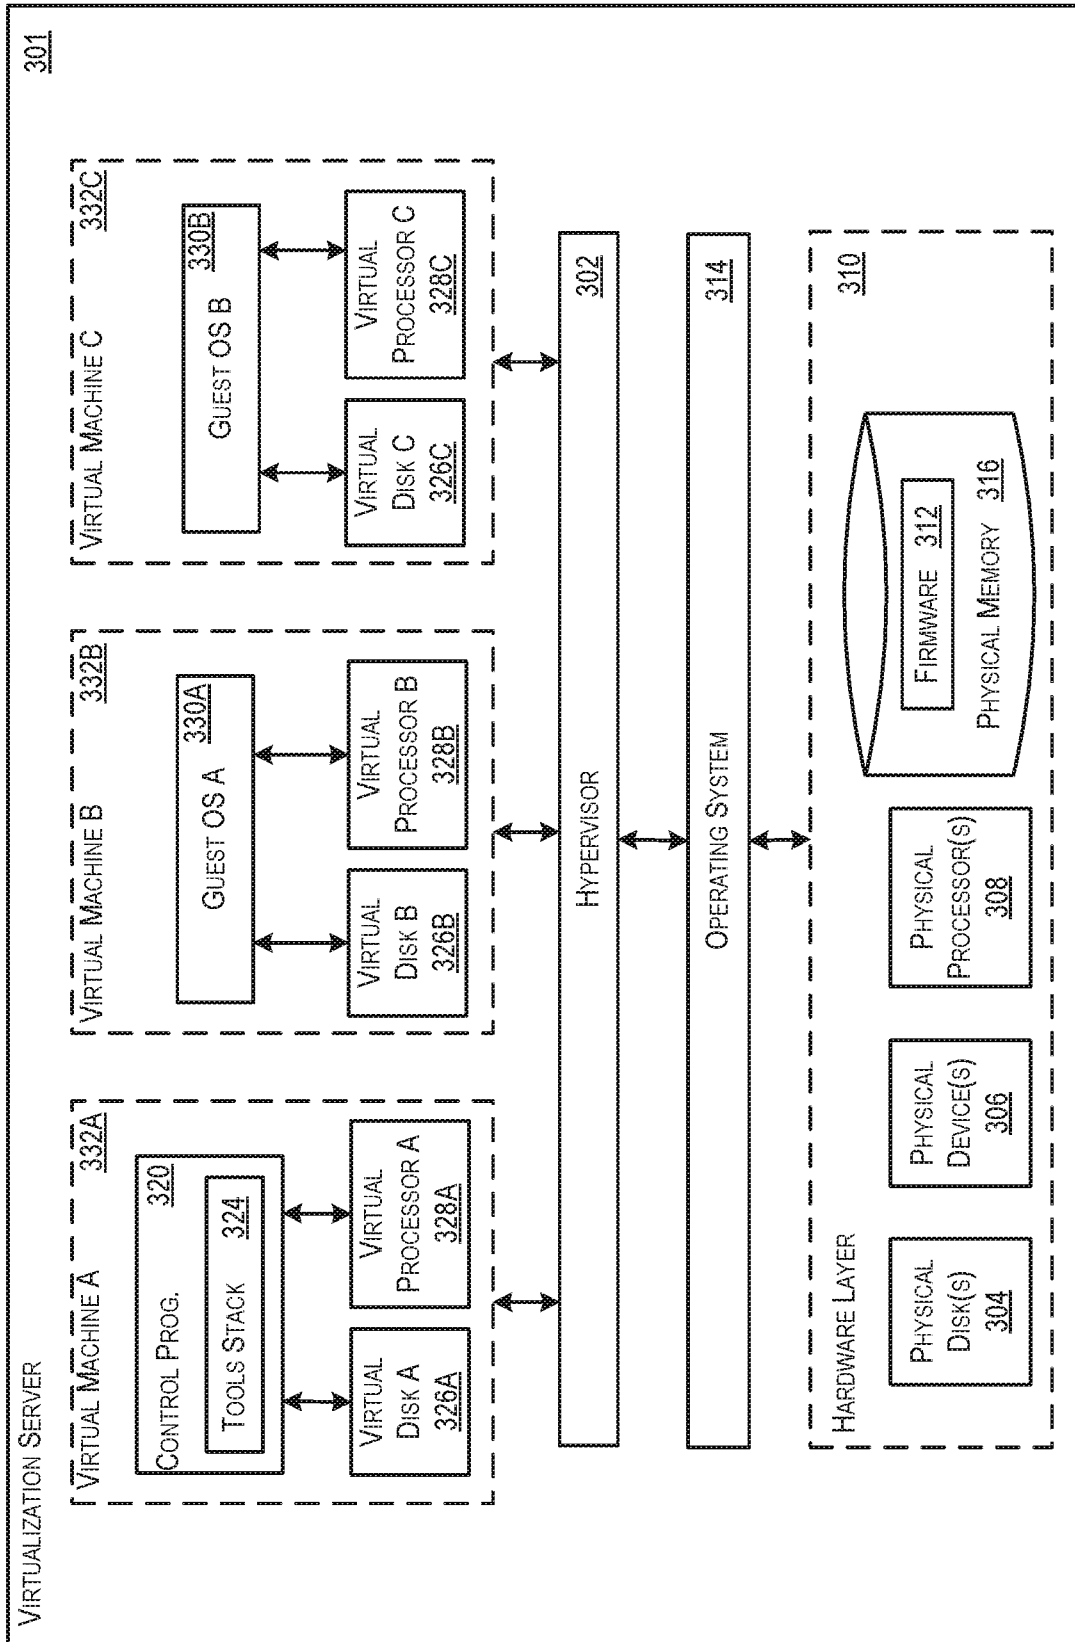 VIRTUALIZATION SERVER
301
VIRTUAL MACHINE A
332A
CONTROL PROG.
320
TOOLS STACK
324
VIRTUAL
DISK A
326A
VIRTUAL
PROCESSOR A
328A
VIRTUAL MACHINE B
332B
GUEST OS A
330A
VIRTUAL
DISK B
326B
VIRTUAL
PROCESSOR B
328B
VIRTUAL MACHINE C
332C
GUEST OS B
330B
VIRTUAL
DISK C
326C
VIRTUAL
PROCESSOR C
328C
HYPERVISOR
302
OPERATING SYSTEM
314
HARDWARE LAYER
310
PHYSICAL
DISK(S)
304
PHYSICAL
DEVICE(S)
306
PHYSICAL
PROCESSOR(S)
308
FIRMWARE 312
PHYSICAL MEMORY 316